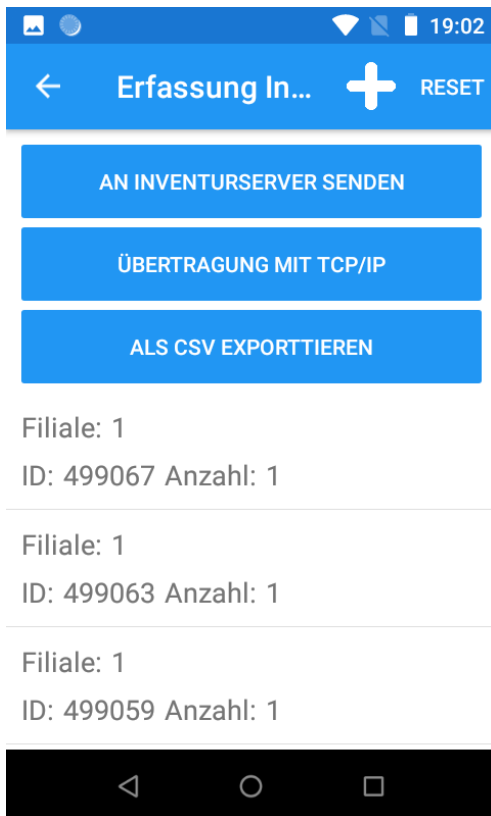 19:02
Erfassung In...
RESET
AN INVENTURSERVER SENDEN
ÜBERTRAGUNG MIT TCP/IP
ALS CSV EXPORTTIEREN
Filiale: 1
ID: 499067 Anzahl: 1
Filiale: 1
ID: 499063 Anzahl: 1
Filiale: 1
ID: 499059 Anzahl: 1